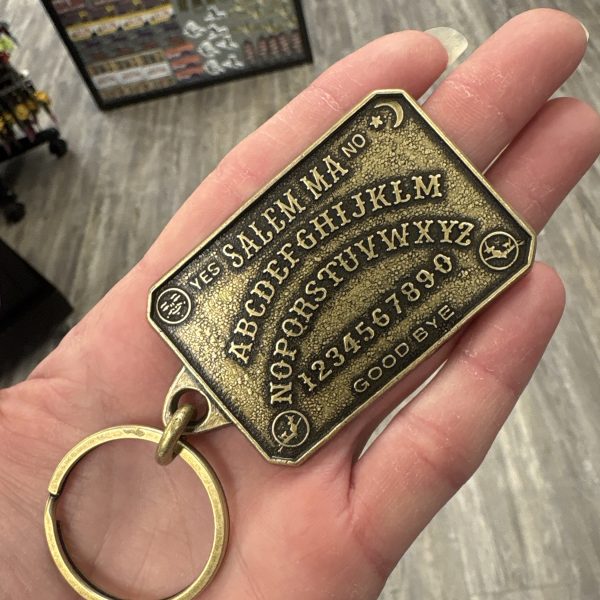 YES SALEM MA NO
ABCDEFGHIJKLM
NOPQRSTUVWXYZ
1234567890
GOOD BYE